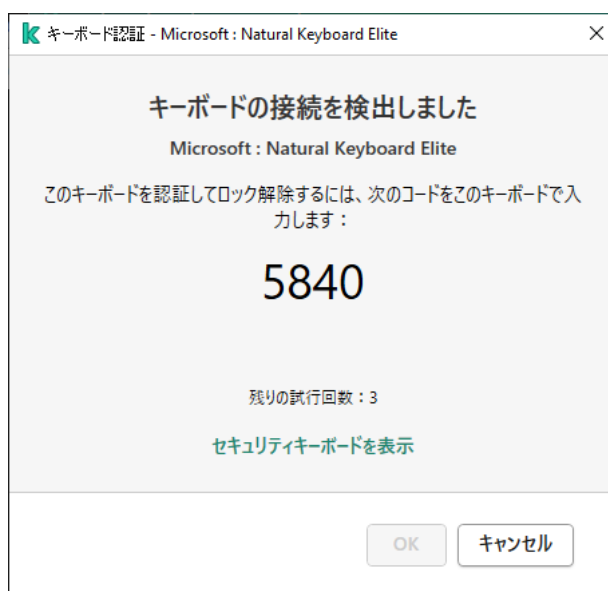 キーボード認証 - Microsoft : Natural Keyboard Elite
キーボードの接続を検出しました
Microsoft : Natural Keyboard Elite
このキーボードを認証してロック解除するには、次のコードをこのキーボードで入
力します：
5840
残りの試行回数：3
セキュリティキーボードを表示
OK
キャンセル